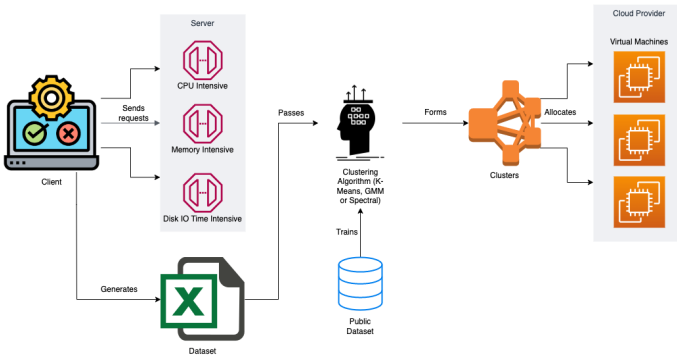 Server
CPU Intensive
Memory Intensive
Disk IO Time Intensive
Sends
requests
Client
Generates
X
Dataset
Passes
Clustering
Algorithm (K-
Means, GMM
or Spectral)
Trains
Public
Dataset
Forms
Clusters
Allocates
Cloud Provider
Virtual Machines